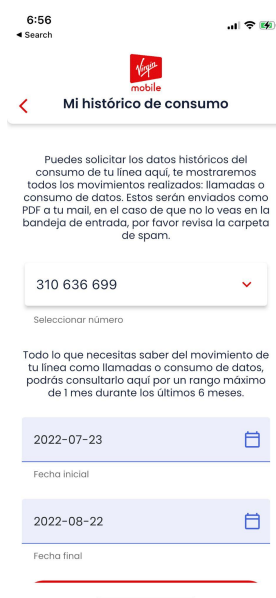 6:56
◀ Search
Virgin
mobile
Mi histórico de consumo
Puedes solicitar los datos históricos del
consumo de tu línea aquí, te mostraremos
todos los movimientos realizados: llamadas o
consumo de datos. Estos serán enviados como
PDF a tu mail, en el caso de que no lo veas en la
bandeja de entrada, por favor revisa la carpeta
de spam.
310 636 699
Seleccionar número
Todo lo que necesitas saber del movimiento de
tu línea como llamadas o consumo de datos,
podrás consultarlo aquí por un rango máximo
de 1 mes durante los últimos 6 meses.
2022-07-23
Fecha inicial
2022-08-22
Fecha final